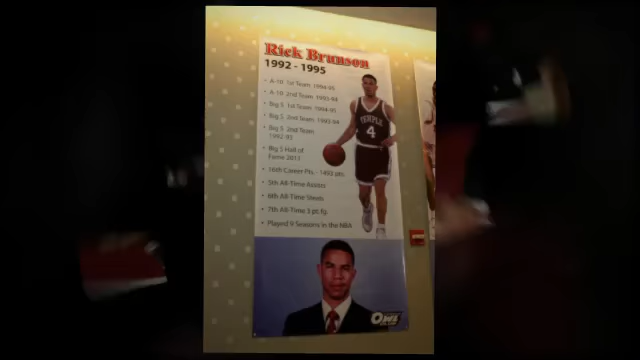 Rick Brunson
1992 - 1995
• A-10 1st Team 1994-95
• A-10 2nd Team 1993-94
• Big 5 1st Team 1994-95
• Big 5 2nd Team 1993-94
• Big 5 2nd Team
1992-93
• Big 5 Hall of
Fame 2011
• 16th Career Pts. - 1493 pts
• 5th All-Time Assists
• 6th All-Time Steals
• 7th All-Time 3 pt fg.
• Played 9 Seasons in the NBA
TEMPLE
4
Owls